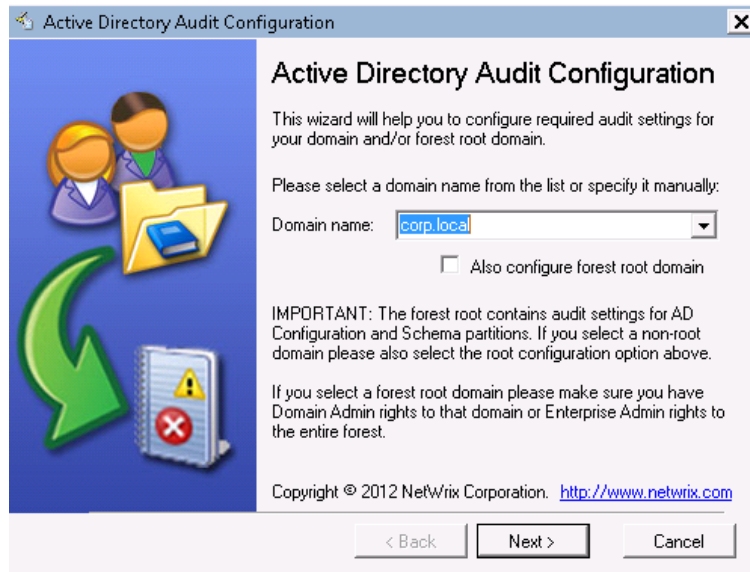 Active Directory Audit Configuration
Active Directory Audit Configuration
This wizard will help you to configure required audit settings for
your domain and/or forest root domain.
Please select a domain name from the list or specify it manually:
Domain name: corp.local
Also configure forest root domain
IMPORTANT: The forest root contains audit settings for AD
Configuration and Schema partitions. If you select a non-root
domain please also select the root configuration option above.
If you select a forest root domain please make sure you have
Domain Admin rights to that domain or Enterprise Admin rights to
the entire forest.
Copyright © 2012 NetWrix Corporation. http://www.netwrix.com
< Back Next > Cancel